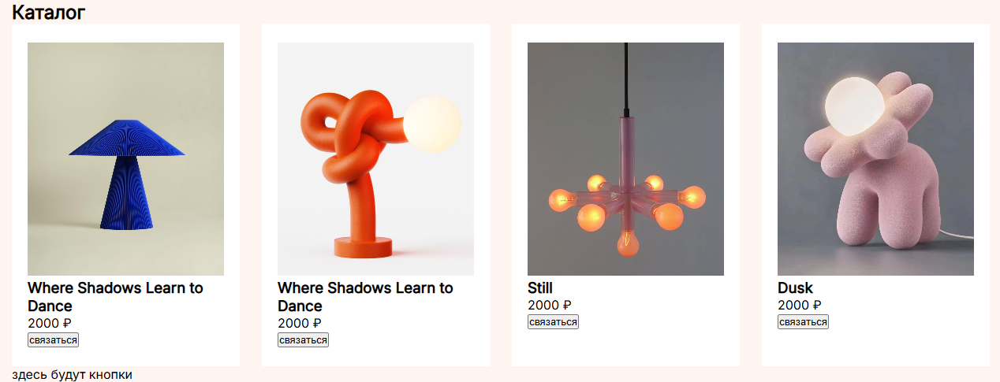 Каталог
Where Shadows Learn to
Dance
2000 ₽
связаться
Where Shadows Learn to
Dance
2000 ₽
связаться
Still
2000 ₽
связаться
Dusk
2000 ₽
связаться
здесь будут кнопки